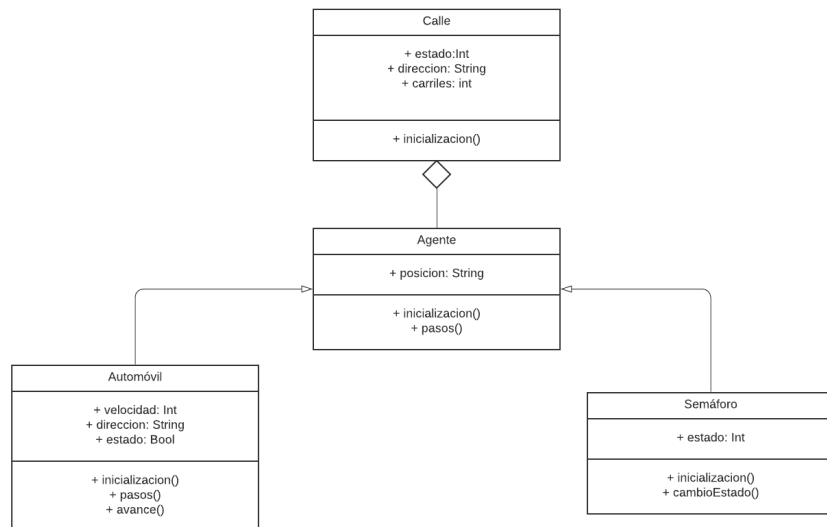 Calle
+ estado:Int
+ direccion: String
+ carriles: int
+ inicializacion()
Agente
+ posicion: String
+ inicializacion()
+ pasos()
Automóvil
+ velocidad: Int
+ direccion: String
+ estado: Bool
+ inicializacion()
+ pasos()
+ avance()
Semáforo
+ estado: Int
+ inicializacion()
+ cambioEstado()